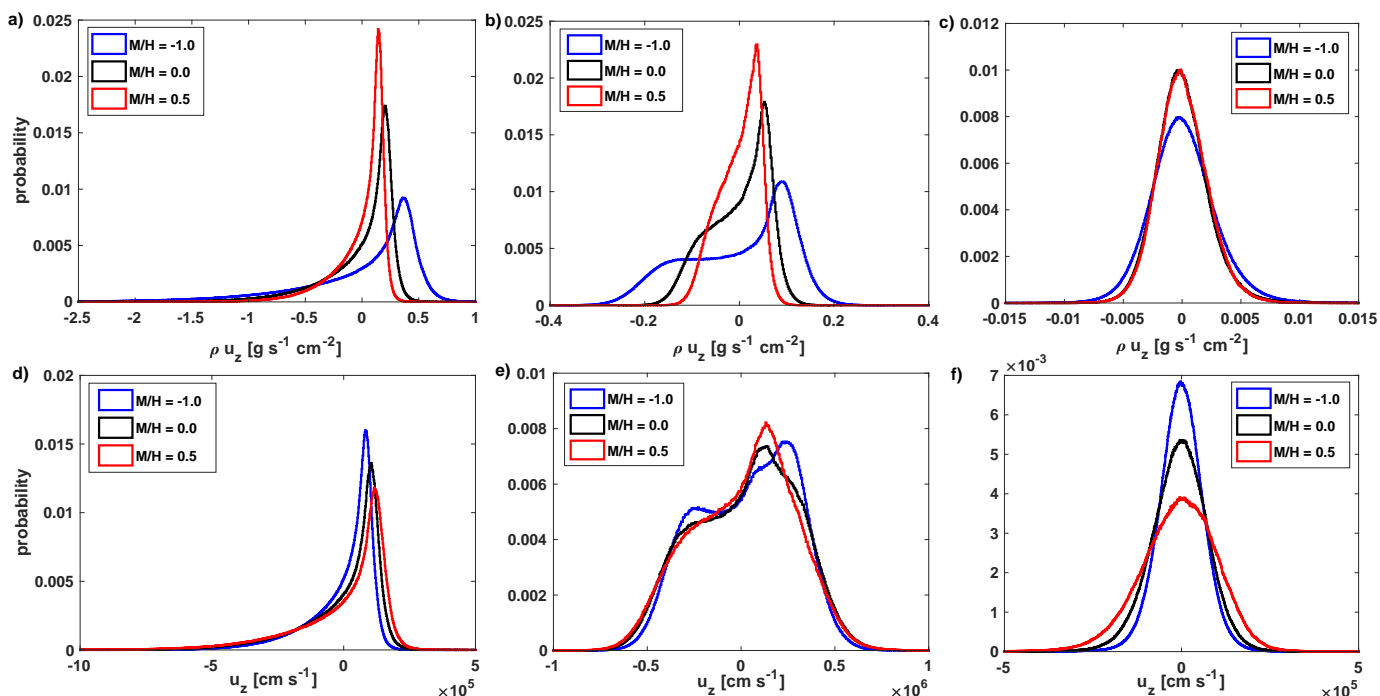 a)
0.025
0.02
0.015
0.01
0.005
0
probability
M/H = -1.0
M/H = 0.0
M/H = 0.5
-2.5 -2 -1.5 -1 -0.5 0 0.5 1
ρ u_z [g s⁻¹ cm⁻²]
b)
0.025
0.02
0.015
0.01
0.005
0
M/H = -1.0
M/H = 0.0
M/H = 0.5
-0.4 -0.2 0 0.2 0.4
ρ u_z [g s⁻¹ cm⁻²]
c)
0.012
0.01
0.008
0.006
0.004
0.002
0
M/H = -1.0
M/H = 0.0
M/H = 0.5
-0.015 -0.01 -0.005 0 0.005 0.01 0.015
ρ u_z [g s⁻¹ cm⁻²]
d)
0.02
0.015
0.01
0.005
0
probability
M/H = -1.0
M/H = 0.0
M/H = 0.5
-10 -5 0 5
u_z [cm s⁻¹]
×10⁵
e)
0.01
0.008
0.006
0.004
0.002
0
M/H = -1.0
M/H = 0.0
M/H = 0.5
-1 -0.5 0 0.5 1
u_z [cm s⁻¹]
×10⁶
f)
×10⁻³
7
6
5
4
3
2
1
0
M/H = -1.0
M/H = 0.0
M/H = 0.5
-5 0 5
u_z [cm s⁻¹]
×10⁵